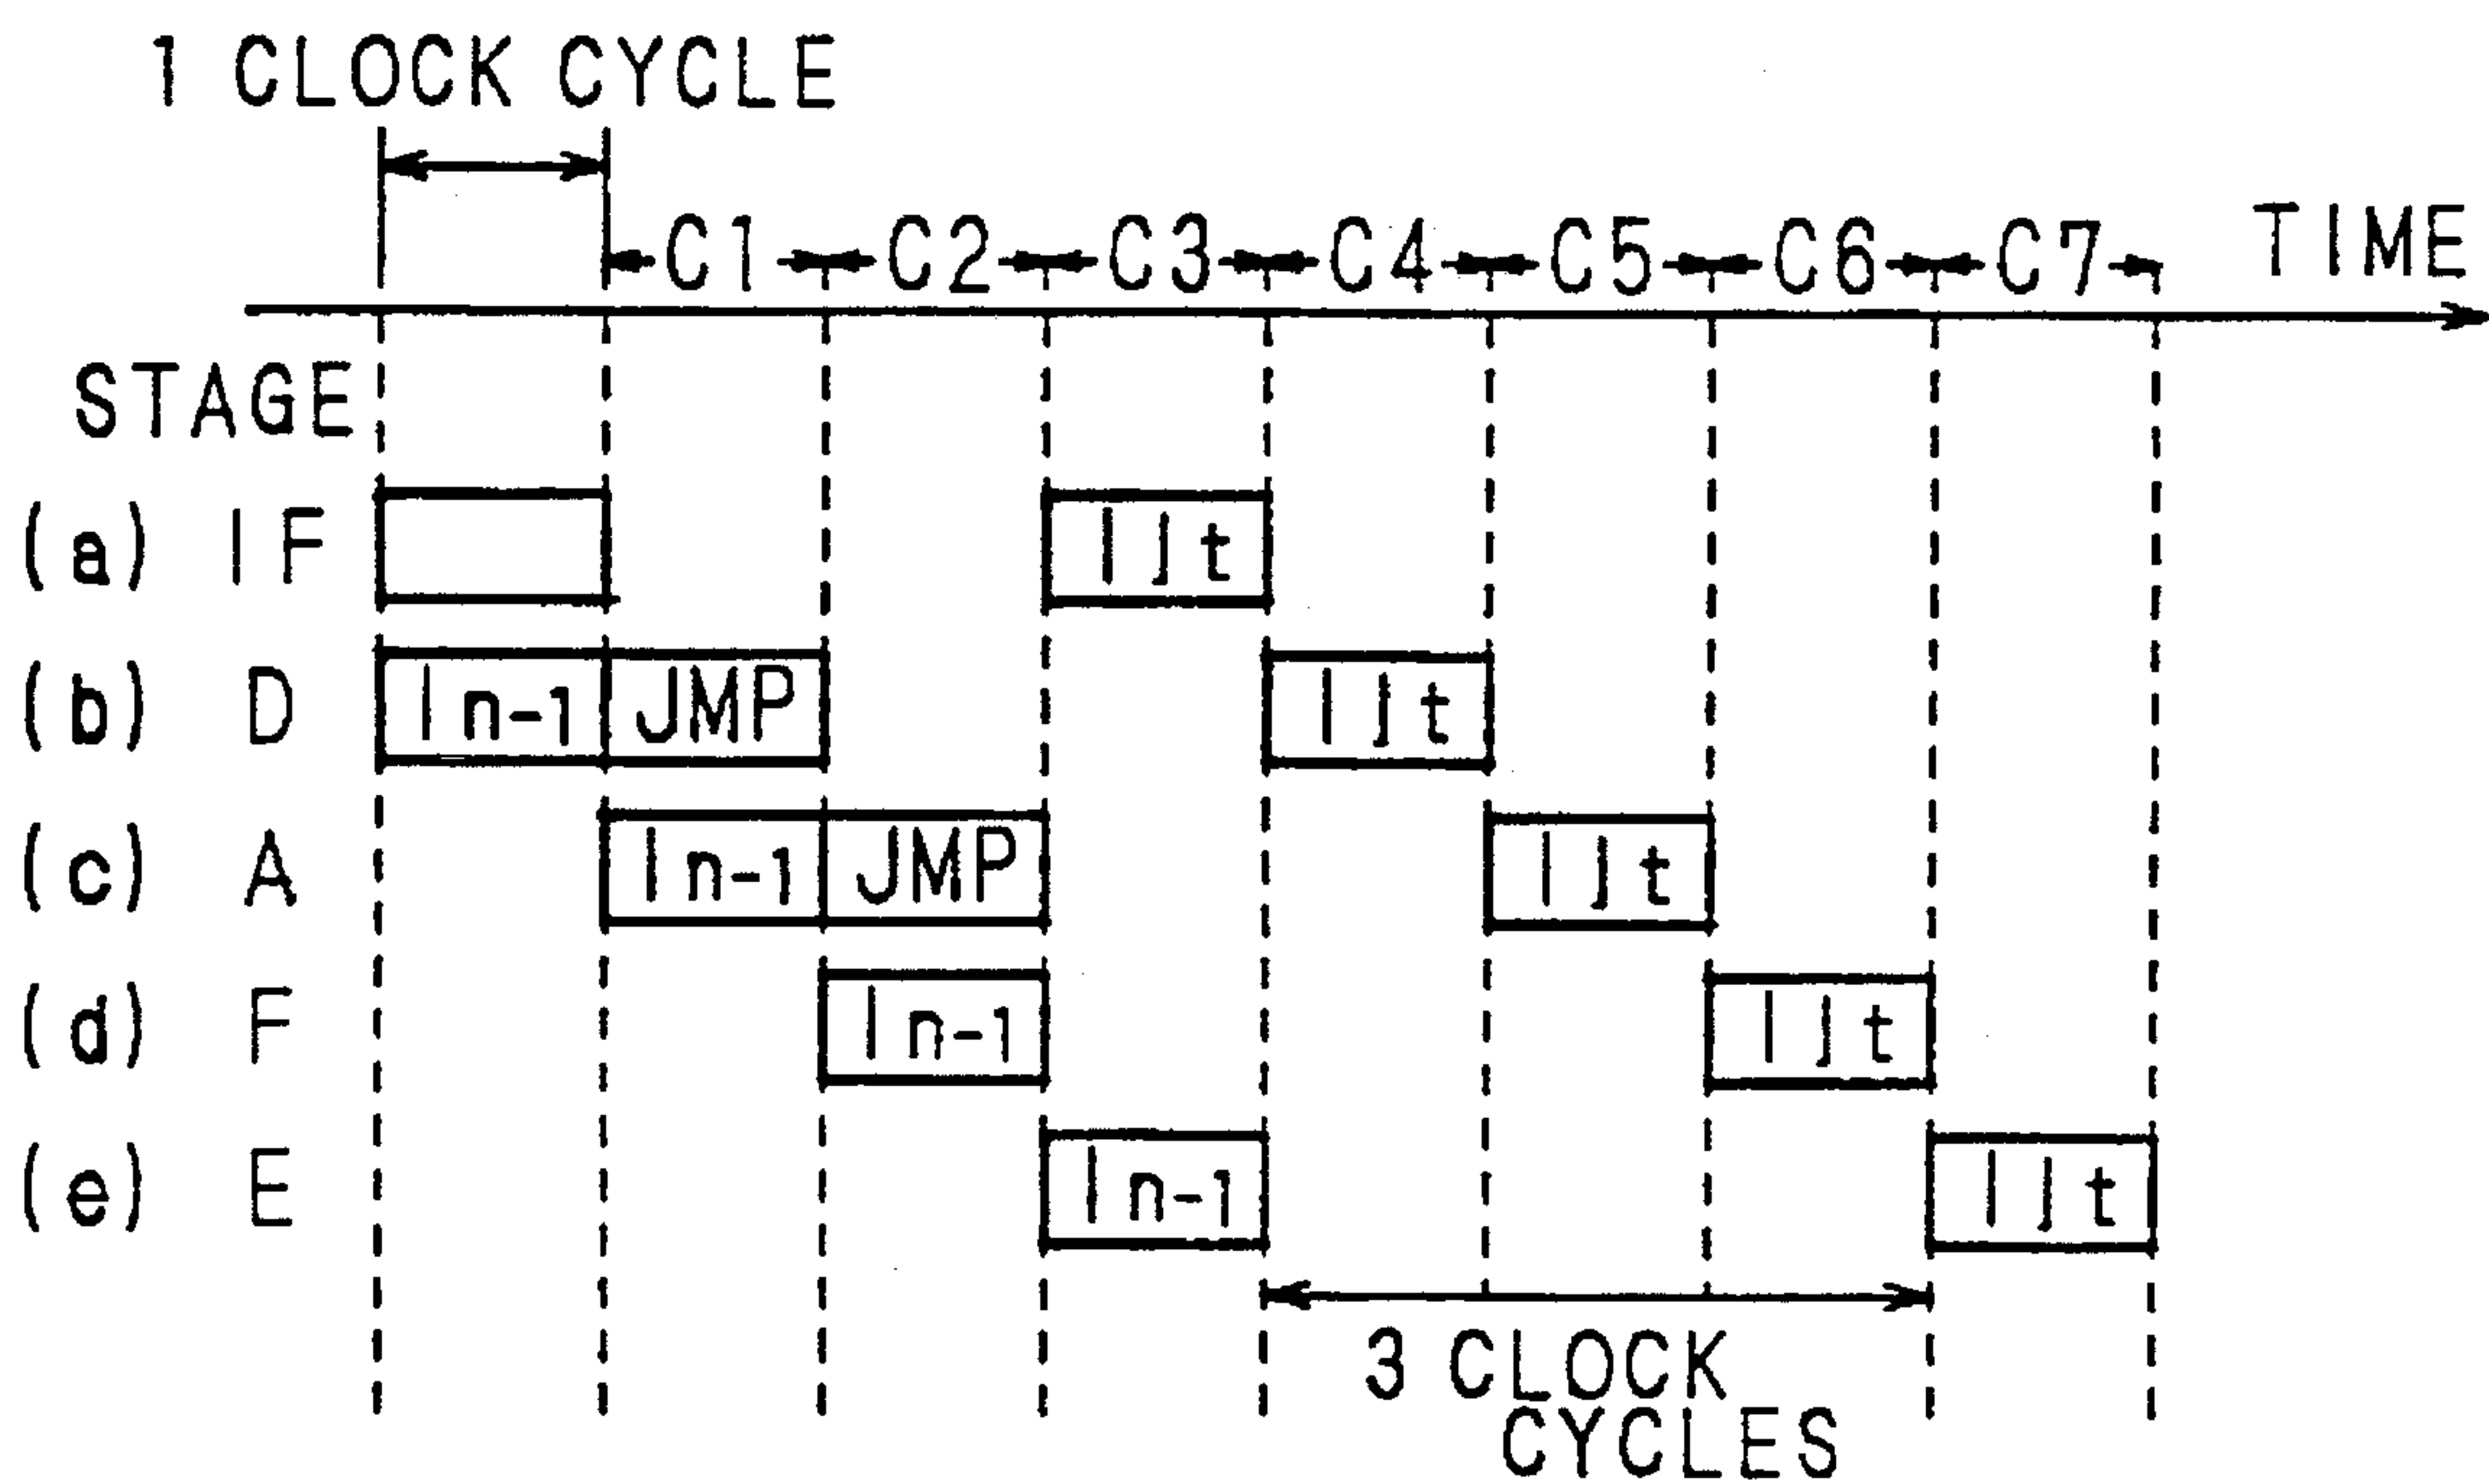 1 CLOCK CYCLE
C1 C2 C3 C4 C5 C6 C7 TIME
STAGE
(a) IF IJt
(b) D In-1 JMP IJt
(c) A In-1 JMP IJt
(d) F In-1 IJt
(e) E In-1 IJt
3 CLOCK
CYCLES